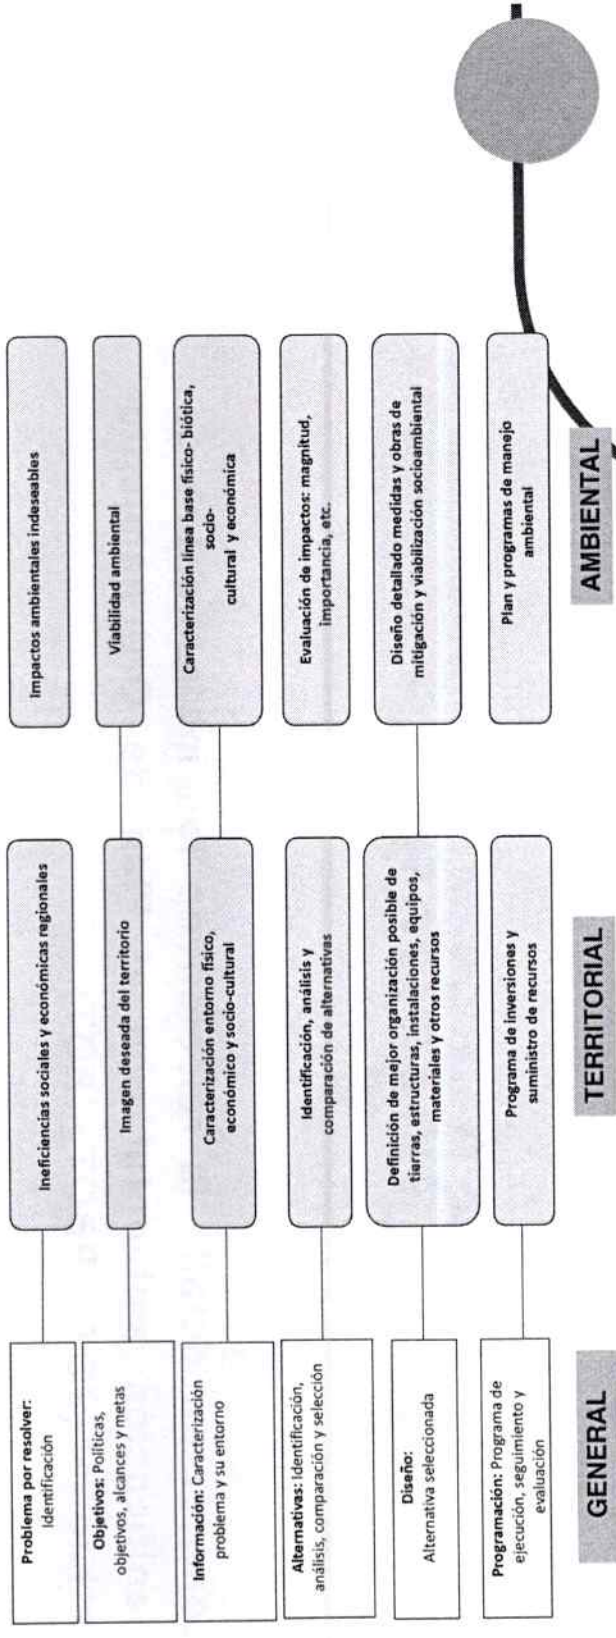 Problema por resolver:
Identificación
Ineficiencias sociales y económicas regionales
Impactos ambientales indeseables
Objetivos: Políticas,
objetivos, alcances y metas
Imagen deseada del territorio
Viabilidad ambiental
Información: Caracterización
problema y su entorno
Caracterización entorno físico,
económico y socio-cultural
Caracterización línea base físico- biótica,
socio-
cultural y económica
Alternativas: Identificación,
análisis, comparación y selección
Identificación, análisis y
comparación de alternativas
Evaluación de impactos: magnitud,
importancia, etc.
Diseño:
Alternativa seleccionada
Definición de mejor organización posible de
tierras, estructuras, instalaciones, equipos,
materiales y otros recursos
Diseño detallado medidas y obras de
mitigación y viabilización socioambiental
Programación: Programa de
ejecución, seguimiento y
evaluación
Programa de inversiones y
suministro de recursos
Plan y programas de manejo
ambiental
GENERAL
TERRITORIAL
AMBIENTAL